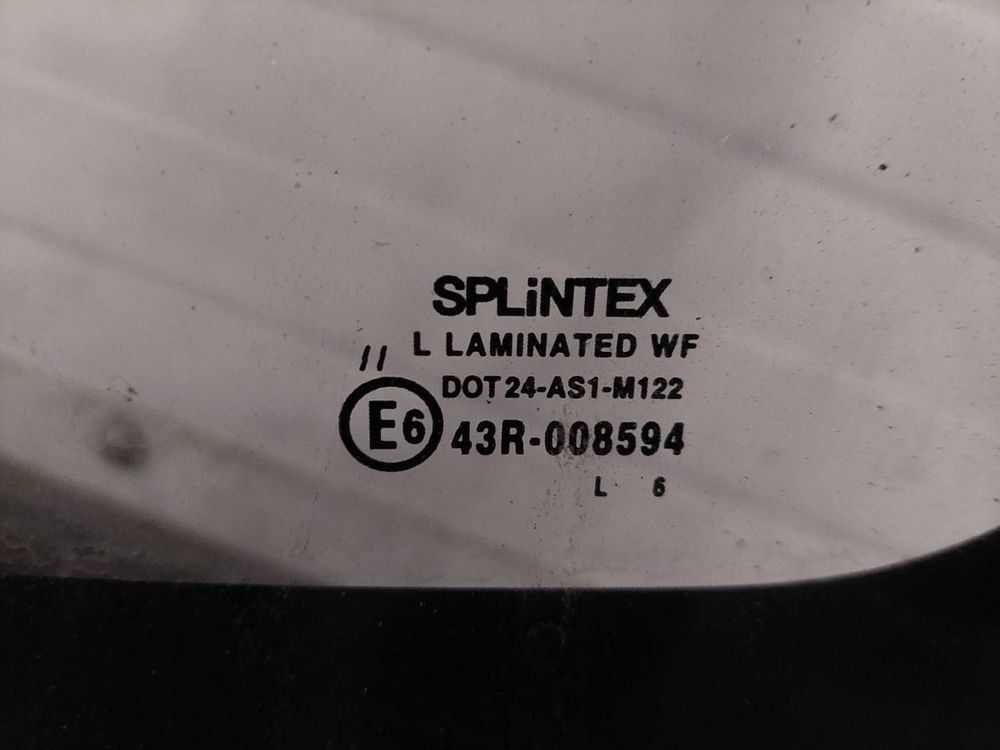 SPLiNTEX
// L LAMINATED WF
DOT 24-AS1-M122
E6 43R-008594
L 6